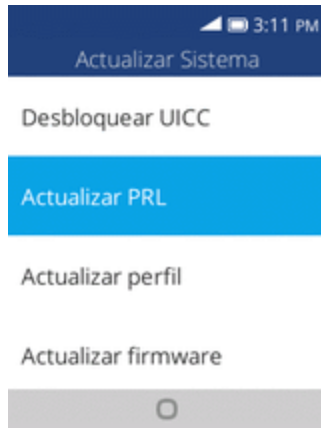 3:11 PM
Actualizar Sistema
Desbloquear UICC
Actualizar PRL
Actualizar perfil
Actualizar firmware